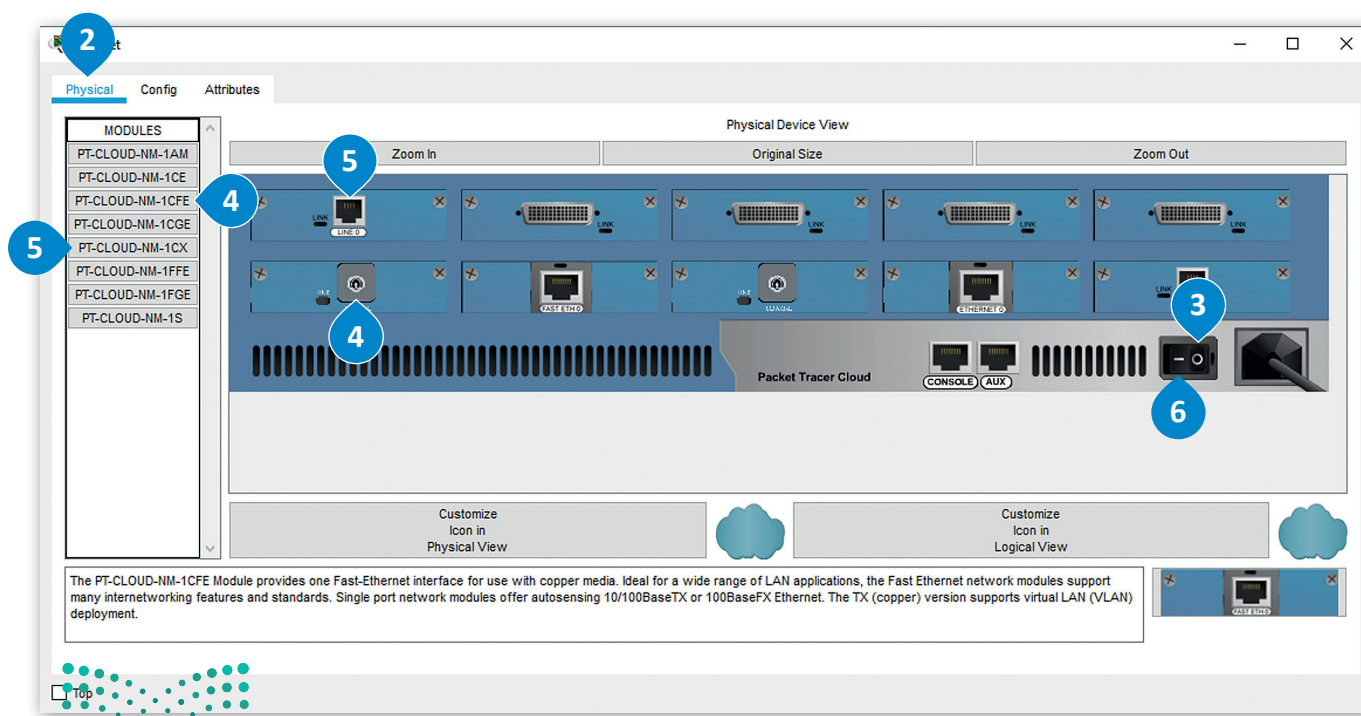 2
t
Physical Config Attributes
MODULES
PT-CLOUD-NM-1AM
PT-CLOUD-NM-1CE
PT-CLOUD-NM-1CFE
4
PT-CLOUD-NM-1CGE
5
PT-CLOUD-NM-1CX
PT-CLOUD-NM-1FFE
PT-CLOUD-NM-1FGE
PT-CLOUD-NM-1S
Physical Device View
Zoom In Original Size Zoom Out
5
LINK LINK LINK LINK LINK
LINE 0
LINK
FAST ETH 0 COAXIAL ETHERNET 0
3
4
Packet Tracer Cloud
CONSOLE AUX
6
Customize
Icon in
Physical View
Customize
Icon in
Logical View
The PT-CLOUD-NM-1CFE Module provides one Fast-Ethernet interface for use with copper media. Ideal for a wide range of LAN applications, the Fast Ethernet network modules support
many internetworking features and standards. Single port network modules offer autosensing 10/100BaseTX or 100BaseFX Ethernet. The TX (copper) version supports virtual LAN (VLAN)
deployment.
FAST ETH 0
Top